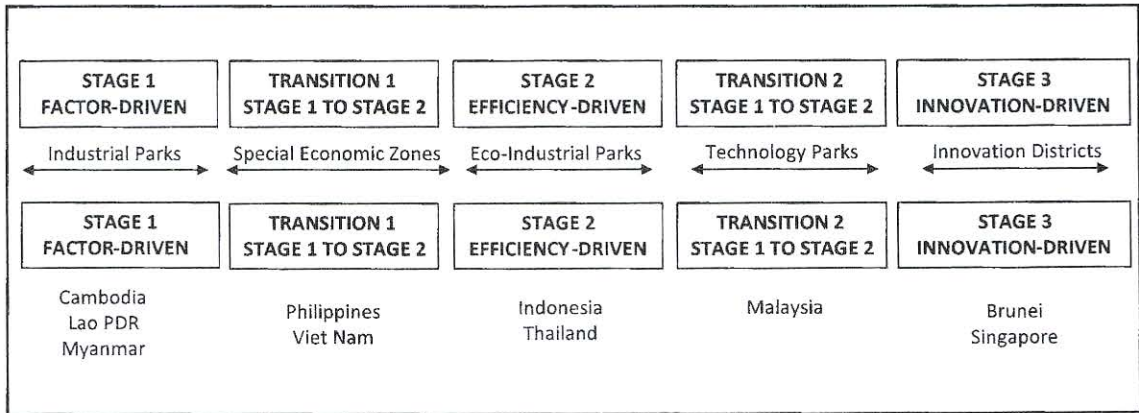 STAGE 1
FACTOR-DRIVEN
TRANSITION 1
STAGE 1 TO STAGE 2
STAGE 2
EFFICIENCY-DRIVEN
TRANSITION 2
STAGE 1 TO STAGE 2
STAGE 3
INNOVATION-DRIVEN
Industrial Parks
Special Economic Zones
Eco-Industrial Parks
Technology Parks
Innovation Districts
STAGE 1
FACTOR-DRIVEN
TRANSITION 1
STAGE 1 TO STAGE 2
STAGE 2
EFFICIENCY-DRIVEN
TRANSITION 2
STAGE 1 TO STAGE 2
STAGE 3
INNOVATION-DRIVEN
Cambodia
Lao PDR
Myanmar
Philippines
Viet Nam
Indonesia
Thailand
Malaysia
Brunei
Singapore